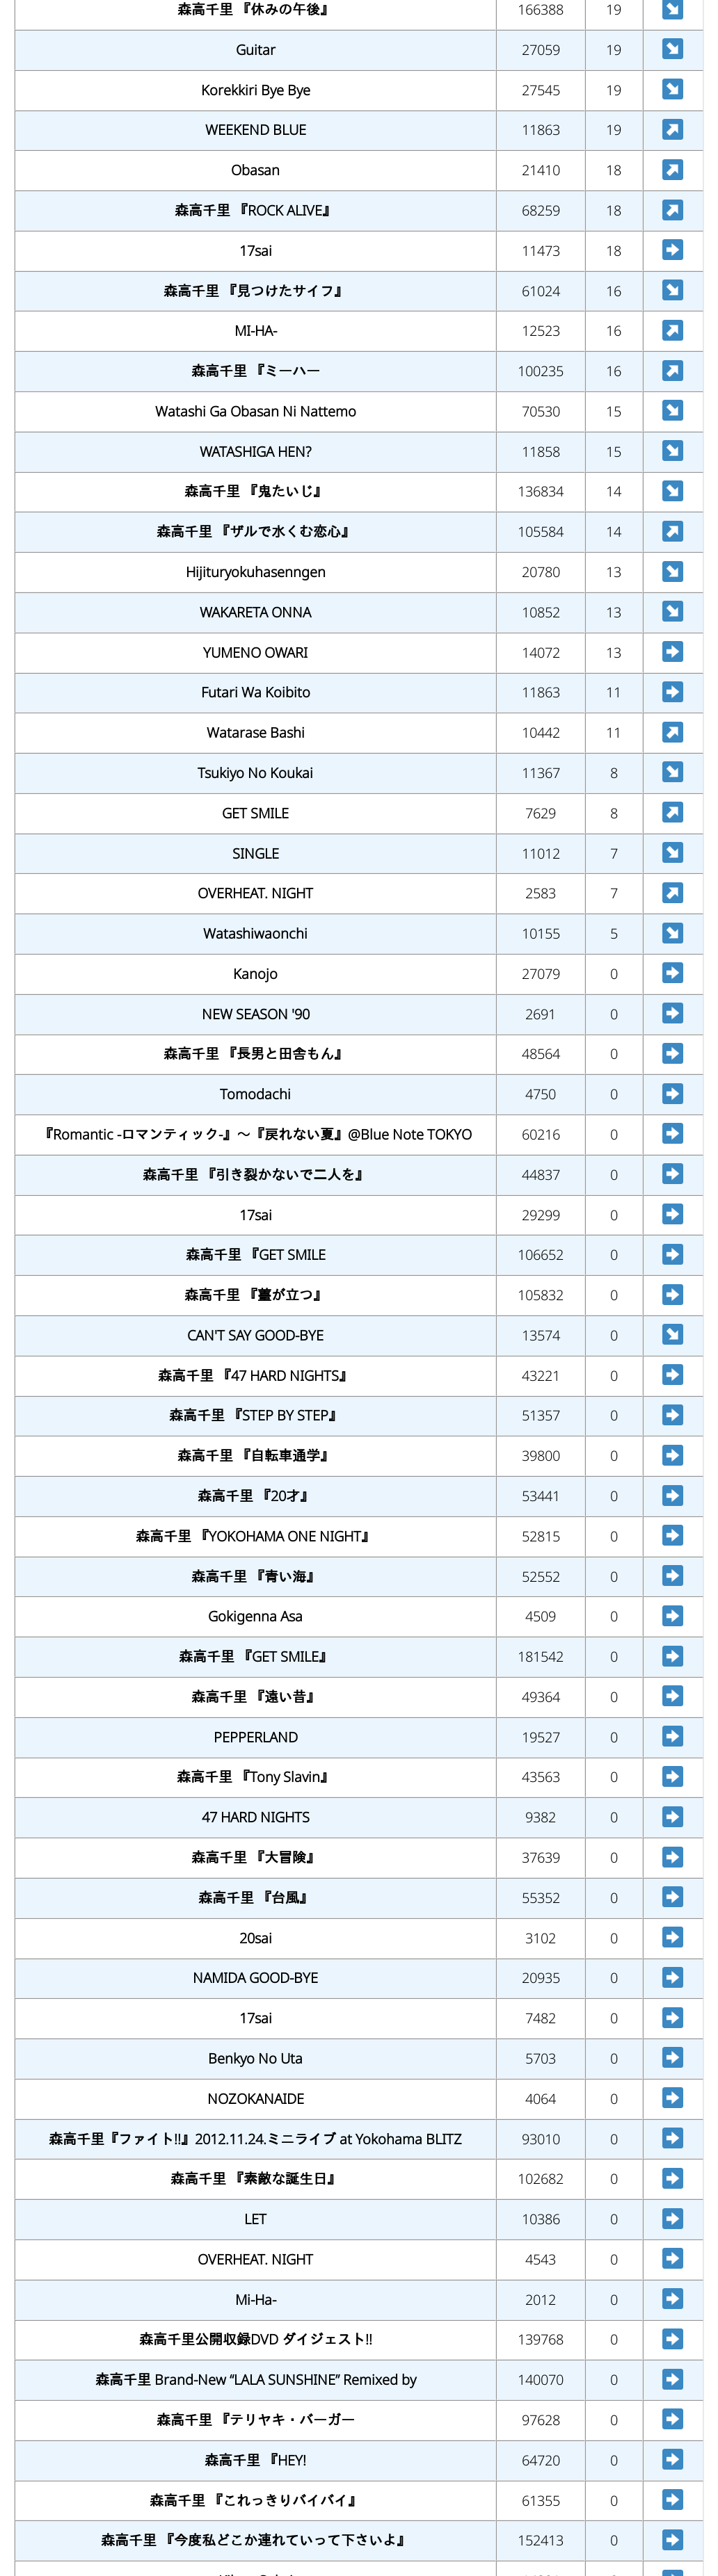 森高千里 『休みの午後』 166388 19
Guitar 27059 19
Korekkiri Bye Bye 27545 19
WEEKEND BLUE 11863 19
Obasan 21410 18
森高千里 『ROCK ALIVE』 68259 18
17sai 11473 18
森高千里 『見つけたサイフ』 61024 16
MI-HA- 12523 16
森高千里 『ミーハー 100235 16
Watashi Ga Obasan Ni Nattemo 70530 15
WATASHIGA HEN? 11858 15
森高千里 『鬼たいじ』 136834 14
森高千里 『ザルで水くむ恋心』 105584 14
Hijituryokuhasenngen 20780 13
WAKARETA ONNA 10852 13
YUMENO OWARI 14072 13
Futari Wa Koibito 11863 11
Watarase Bashi 10442 11
Tsukiyo No Koukai 11367 8
GET SMILE 7629 8
SINGLE 11012 7
OVERHEAT. NIGHT 2583 7
Watashiwaonchi 10155 5
Kanojo 27079 0
NEW SEASON '90 2691 0
森高千里 『長男と田舎もん』 48564 0
Tomodachi 4750 0
『Romantic -ロマンティック-』～『戻れない夏』@Blue Note TOKYO 60216 0
森高千里 『引き裂かないで二人を』 44837 0
17sai 29299 0
森高千里 『GET SMILE 106652 0
森高千里 『薹が立つ』 105832 0
CAN'T SAY GOOD-BYE 13574 0
森高千里 『47 HARD NIGHTS』 43221 0
森高千里 『STEP BY STEP』 51357 0
森高千里 『自転車通学』 39800 0
森高千里 『20才』 53441 0
森高千里 『YOKOHAMA ONE NIGHT』 52815 0
森高千里 『青い海』 52552 0
Gokigenna Asa 4509 0
森高千里 『GET SMILE』 181542 0
森高千里 『遠い昔』 49364 0
PEPPERLAND 19527 0
森高千里 『Tony Slavin』 43563 0
47 HARD NIGHTS 9382 0
森高千里 『大冒険』 37639 0
森高千里 『台風』 55352 0
20sai 3102 0
NAMIDA GOOD-BYE 20935 0
17sai 7482 0
Benkyo No Uta 5703 0
NOZOKANAIDE 4064 0
森高千里『ファイト!!』2012.11.24.ミニライブ at Yokohama BLITZ 93010 0
森高千里 『素敵な誕生日』 102682 0
LET 10386 0
OVERHEAT. NIGHT 4543 0
Mi-Ha- 2012 0
森高千里公開収録DVD ダイジェスト!! 139768 0
森高千里 Brand-New “LALA SUNSHINE” Remixed by 140070 0
森高千里 『テリヤキ・バーガー 97628 0
森高千里 『HEY! 64720 0
森高千里 『これっきりバイバイ』 61355 0
森高千里 『今度私どこか連れていって下さいよ』 152413 0